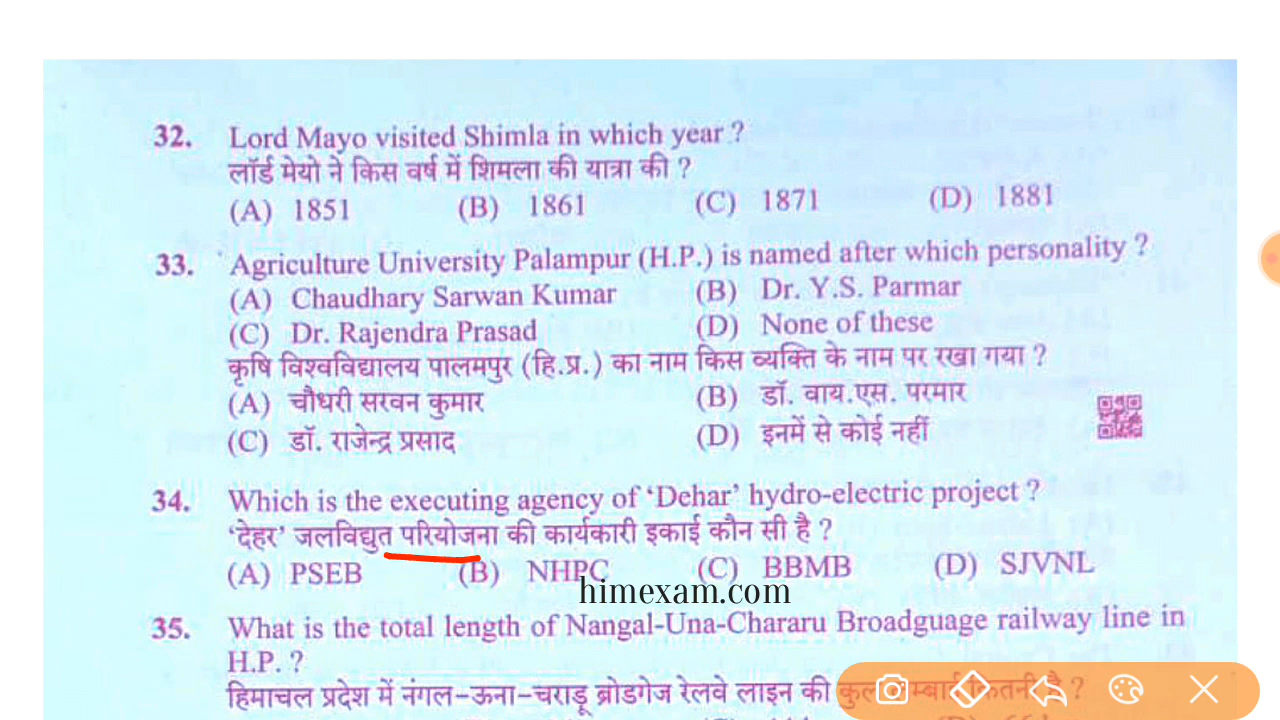 32. Lord Mayo visited Shimla in which year ?
लॉर्ड मेयो ने किस वर्ष में शिमला की यात्रा की ?
(A) 1851 (B) 1861 (C) 1871 (D) 1881
33. Agriculture University Palampur (H.P.) is named after which personality ?
(A) Chaudhary Sarwan Kumar (B) Dr. Y.S. Parmar
(C) Dr. Rajendra Prasad (D) None of these
कृषि विश्वविद्यालय पालमपुर (हि.प्र.) का नाम किस व्यक्ति के नाम पर रखा गया ?
(A) चौधरी सरवन कुमार (B) डॉ. वाय.एस. परमार
(C) डॉ. राजेन्द्र प्रसाद (D) इनमें से कोई नहीं
34. Which is the executing agency of ‘Dehar’ hydro-electric project ?
‘देहर’ जलविद्युत परियोजना की कार्यकारी इकाई कौन सी है ?
(A) PSEB (B) NHPC (C) BBMB (D) SJVNL
himexam.com
35. What is the total length of Nangal-Una-Chararu Broadguage railway line in
H.P. ?
हिमाचल प्रदेश में नंगल-ऊना-चराडू ब्रोडगेज रेलवे लाइन की कुल लम्बाई कितनी है ?